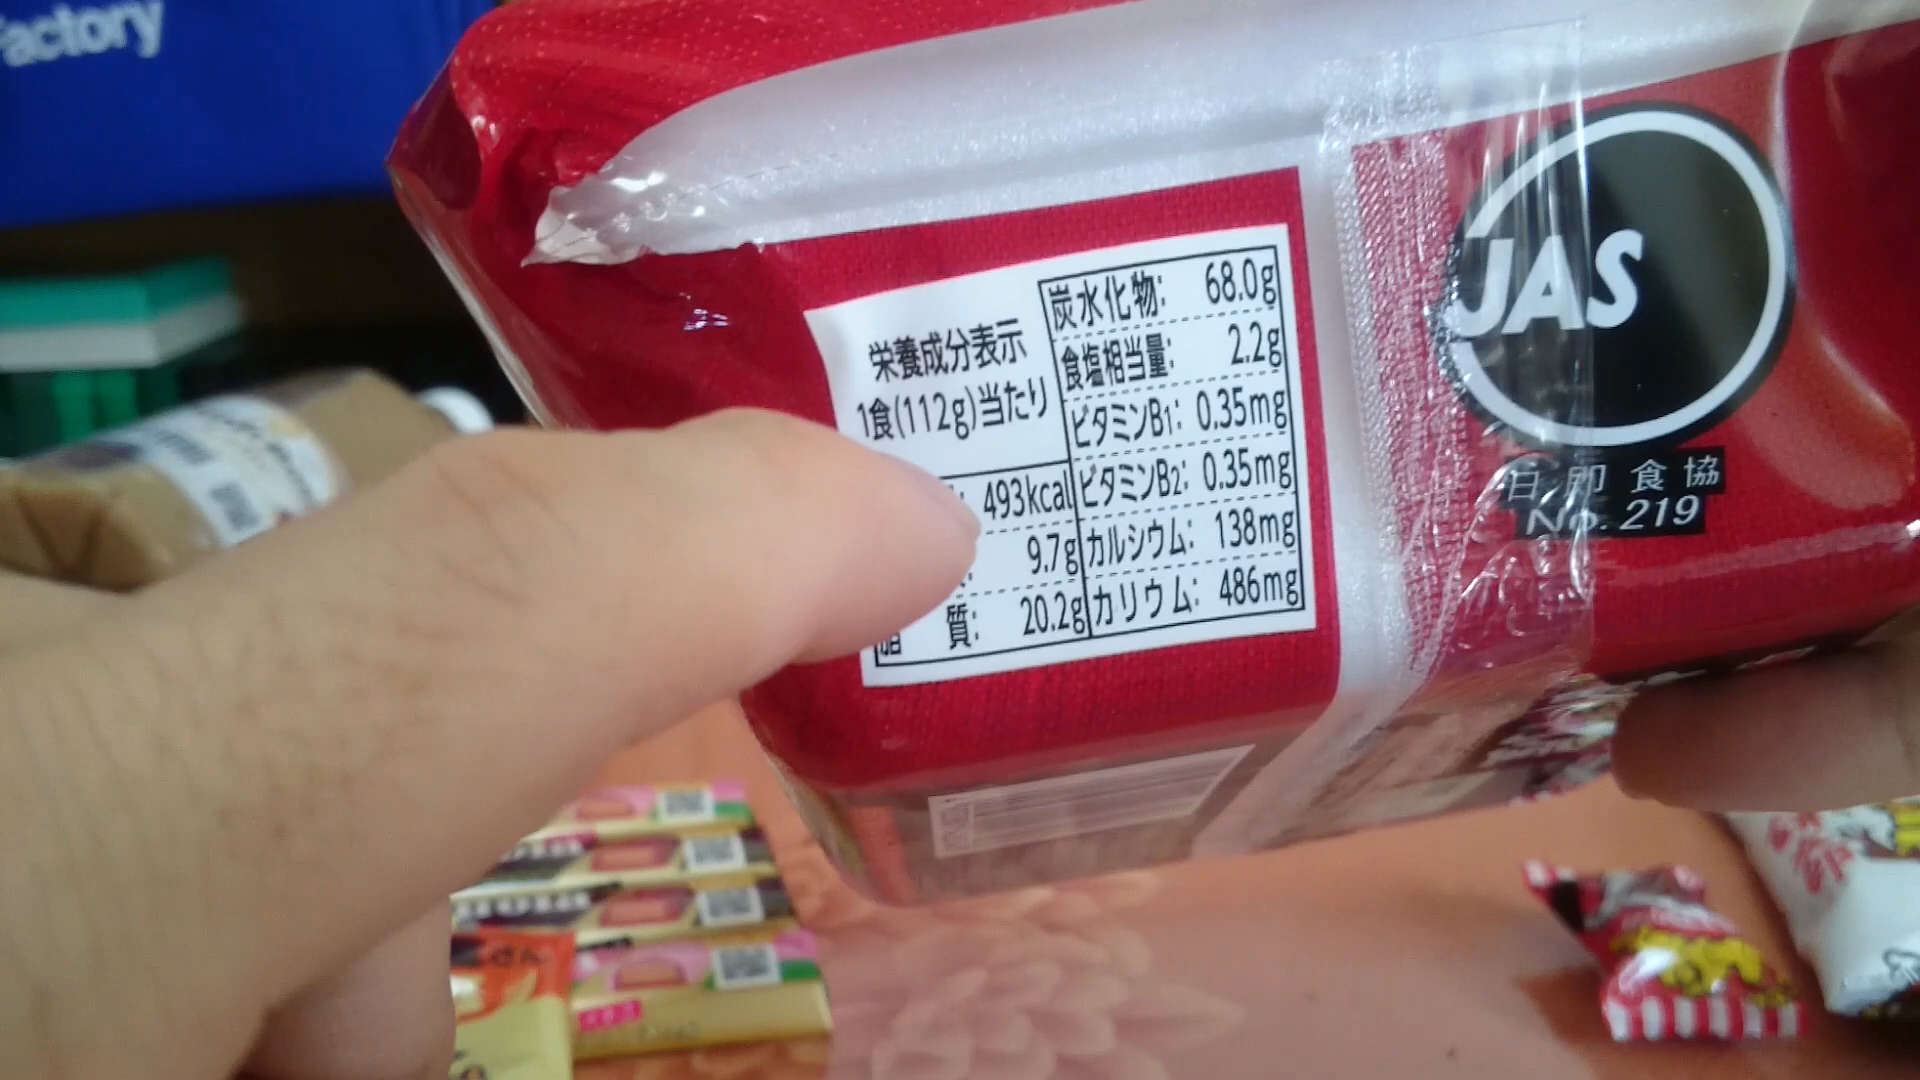 Factory
栄養成分表示
1食(112g)当たり
493kcal
9.7g
脂 質: 20.2g
炭水化物: 68.0g
食塩相当量: 2.2g
ビタミンB1: 0.35mg
ビタミンB2: 0.35mg
カルシウム: 138mg
カリウム: 486mg
JAS
日即食協
No. 219